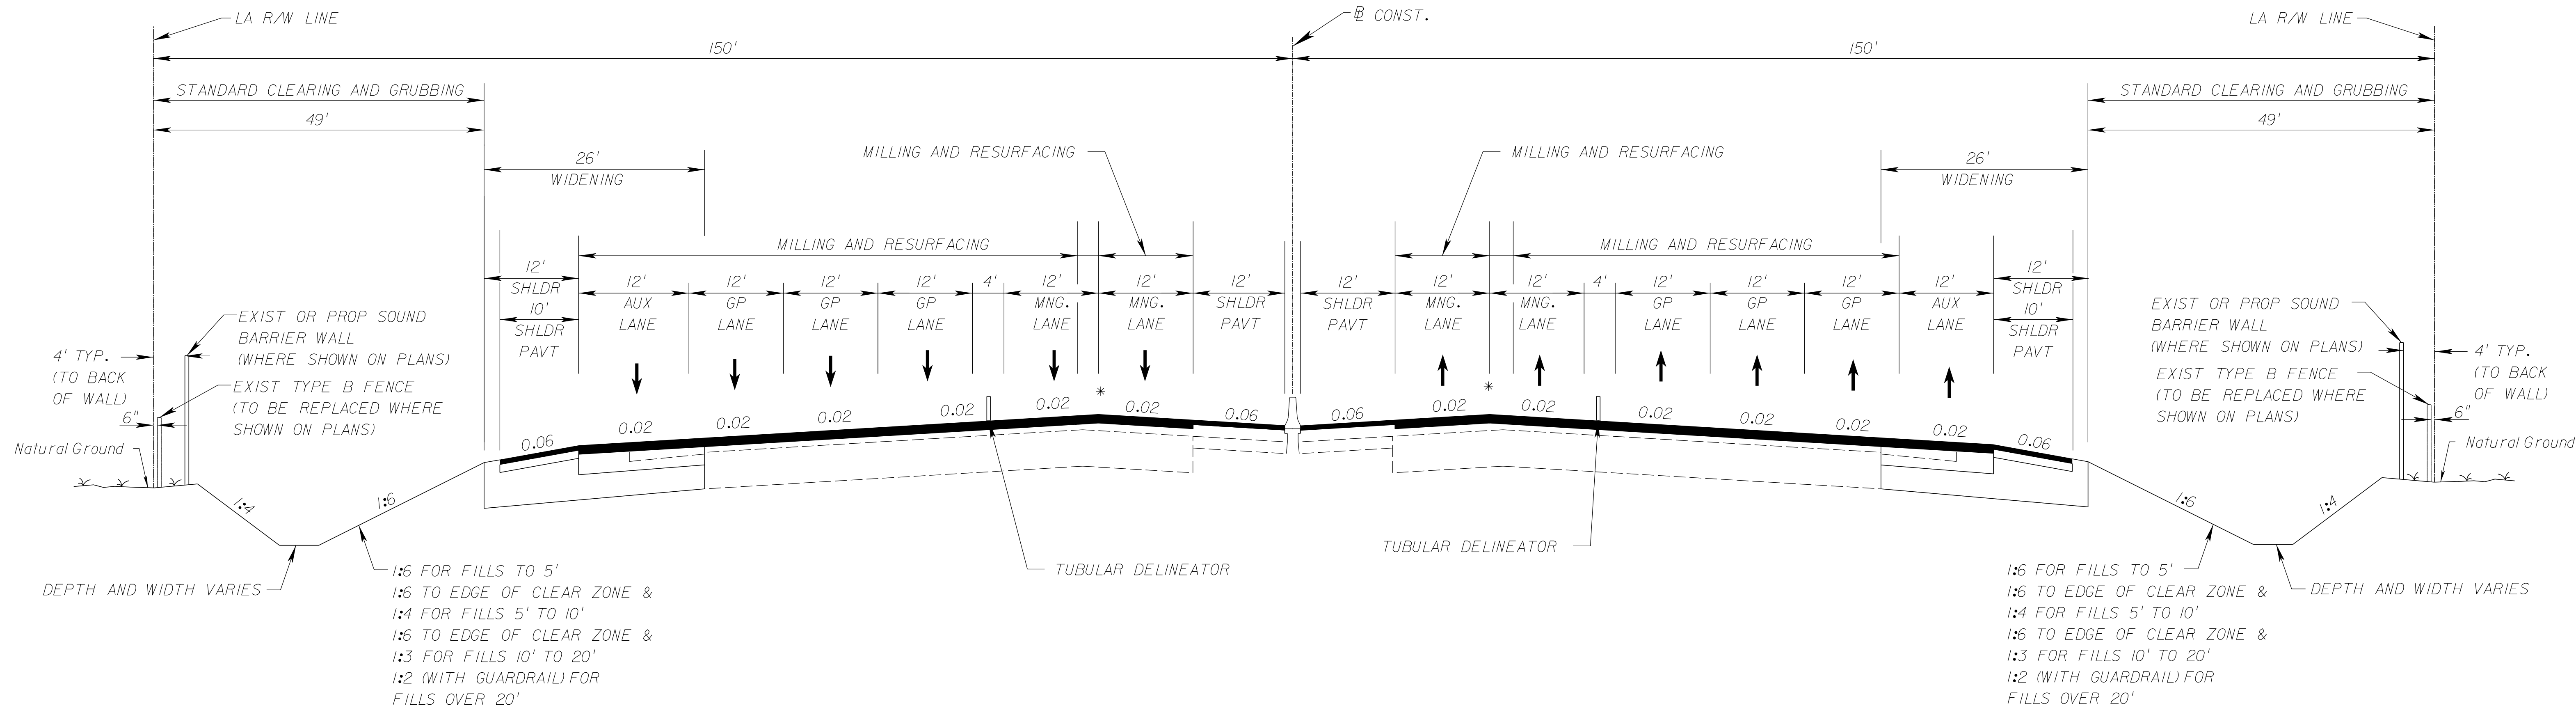 LA R/W LINE
BL CONST.
LA R/W LINE
150'
150'
STANDARD CLEARING AND GRUBBING
STANDARD CLEARING AND GRUBBING
49'
49'
26'
WIDENING
MILLING AND RESURFACING
MILLING AND RESURFACING
26'
WIDENING
MILLING AND RESURFACING
MILLING AND RESURFACING
12'
SHLDR
10'
SHLDR
PAVT
12'
AUX
LANE
12'
GP
LANE
12'
GP
LANE
12'
GP
LANE
4'
12'
MNG.
LANE
12'
MNG.
LANE
12'
SHLDR
PAVT
12'
SHLDR
PAVT
12'
MNG.
LANE
12'
MNG.
LANE
4'
12'
GP
LANE
12'
GP
LANE
12'
GP
LANE
12'
AUX
LANE
12'
SHLDR
10'
SHLDR
PAVT
EXIST OR PROP SOUND
BARRIER WALL
(WHERE SHOWN ON PLANS)
4' TYP.
(TO BACK
OF WALL)
EXIST TYPE B FENCE
(TO BE REPLACED WHERE
SHOWN ON PLANS)
6"
Natural Ground
EXIST OR PROP SOUND
BARRIER WALL
(WHERE SHOWN ON PLANS)
EXIST TYPE B FENCE
(TO BE REPLACED WHERE
SHOWN ON PLANS)
4' TYP.
(TO BACK
OF WALL)
6"
Natural Ground
*
*
0.06
0.02
0.02
0.02
0.02
0.02
0.02
0.06
0.06
0.02
0.02
0.02
0.02
0.02
0.02
0.06
1:4
1:6
1:6
1:4
DEPTH AND WIDTH VARIES
1:6 FOR FILLS TO 5'
1:6 TO EDGE OF CLEAR ZONE &
1:4 FOR FILLS 5' TO 10'
1:6 TO EDGE OF CLEAR ZONE &
1:3 FOR FILLS 10' TO 20'
1:2 (WITH GUARDRAIL) FOR
FILLS OVER 20'
TUBULAR DELINEATOR
TUBULAR DELINEATOR
1:6 FOR FILLS TO 5'
1:6 TO EDGE OF CLEAR ZONE &
1:4 FOR FILLS 5' TO 10'
1:6 TO EDGE OF CLEAR ZONE &
1:3 FOR FILLS 10' TO 20'
1:2 (WITH GUARDRAIL) FOR
FILLS OVER 20'
DEPTH AND WIDTH VARIES